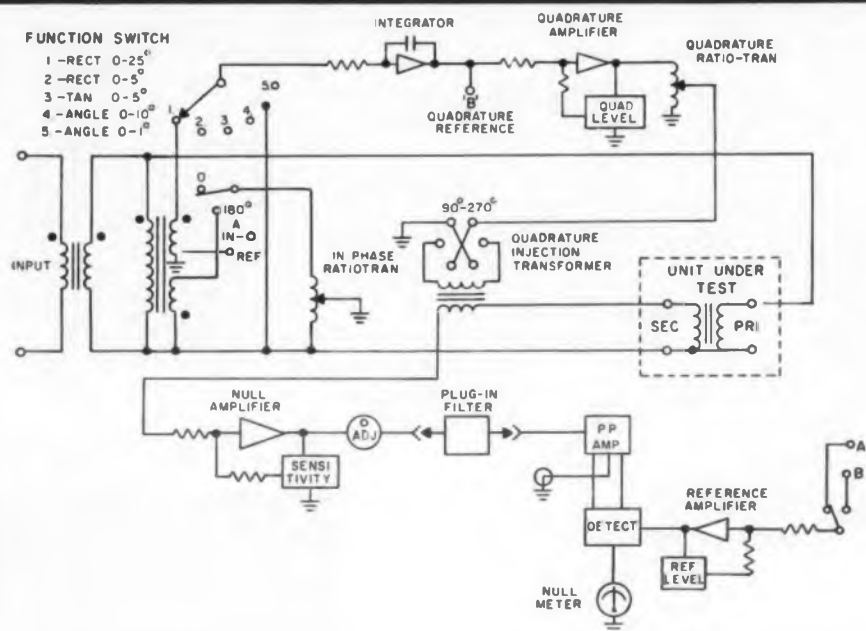 FUNCTION SWITCH
1 - RECT 0-25°
2 - RECT 0-5°
3 - TAN 0-5°
4 - ANGLE 0-10°
5 - ANGLE 0-1°
INTEGRATOR
QUADRATURE
AMPLIFIER
QUADRATURE
RATIO-TRAN
1
2
3
4
5
'B'
QUADRATURE
REFERENCE
QUAD
LEVEL
0
180°
A
IN-0
REF
INPUT
IN PHASE
RATIOTRAN
90°-270°
QUADRATURE
INJECTION
TRANSFORMER
UNIT UNDER
TEST
SEC
PRI
NULL
AMPLIFIER
ADJ
SENSI
TIVITY
PLUG-IN
FILTER
P P
AMP
DETECT
NULL
METER
REFERENCE
AMPLIFIER
REF
LEVEL
A
B